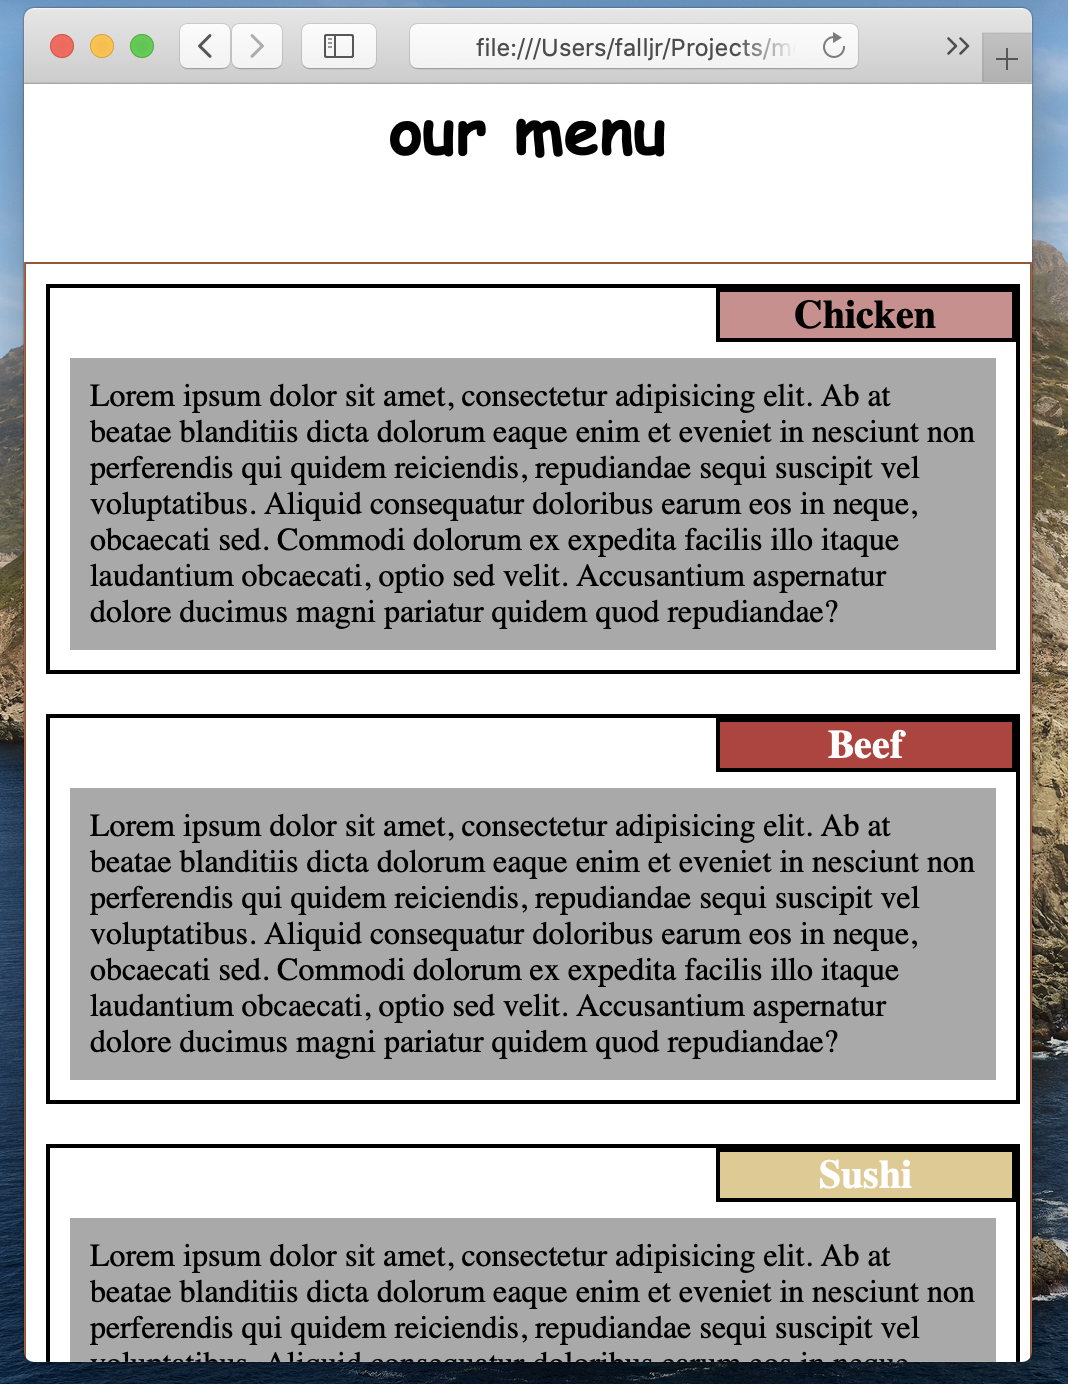 file:///Users/falljr/Projects/m
our menu
Chicken
Lorem ipsum dolor sit amet, consectetur adipisicing elit. Ab at
beatae blanditiis dicta dolorum eaque enim et eveniet in nesciunt non
perferendis qui quidem reiciendis, repudiandae sequi suscipit vel
voluptatibus. Aliquid consequatur doloribus earum eos in neque,
obcaecati sed. Commodi dolorum ex expedita facilis illo itaque
laudantium obcaecati, optio sed velit. Accusantium aspernatur
dolore ducimus magni pariatur quidem quod repudiandae?
Beef
Lorem ipsum dolor sit amet, consectetur adipisicing elit. Ab at
beatae blanditiis dicta dolorum eaque enim et eveniet in nesciunt non
perferendis qui quidem reiciendis, repudiandae sequi suscipit vel
voluptatibus. Aliquid consequatur doloribus earum eos in neque,
obcaecati sed. Commodi dolorum ex expedita facilis illo itaque
laudantium obcaecati, optio sed velit. Accusantium aspernatur
dolore ducimus magni pariatur quidem quod repudiandae?
Sushi
Lorem ipsum dolor sit amet, consectetur adipisicing elit. Ab at
beatae blanditiis dicta dolorum eaque enim et eveniet in nesciunt non
perferendis qui quidem reiciendis, repudiandae sequi suscipit vel
voluptatibus. Aliquid consequatur doloribus earum eos in neque,